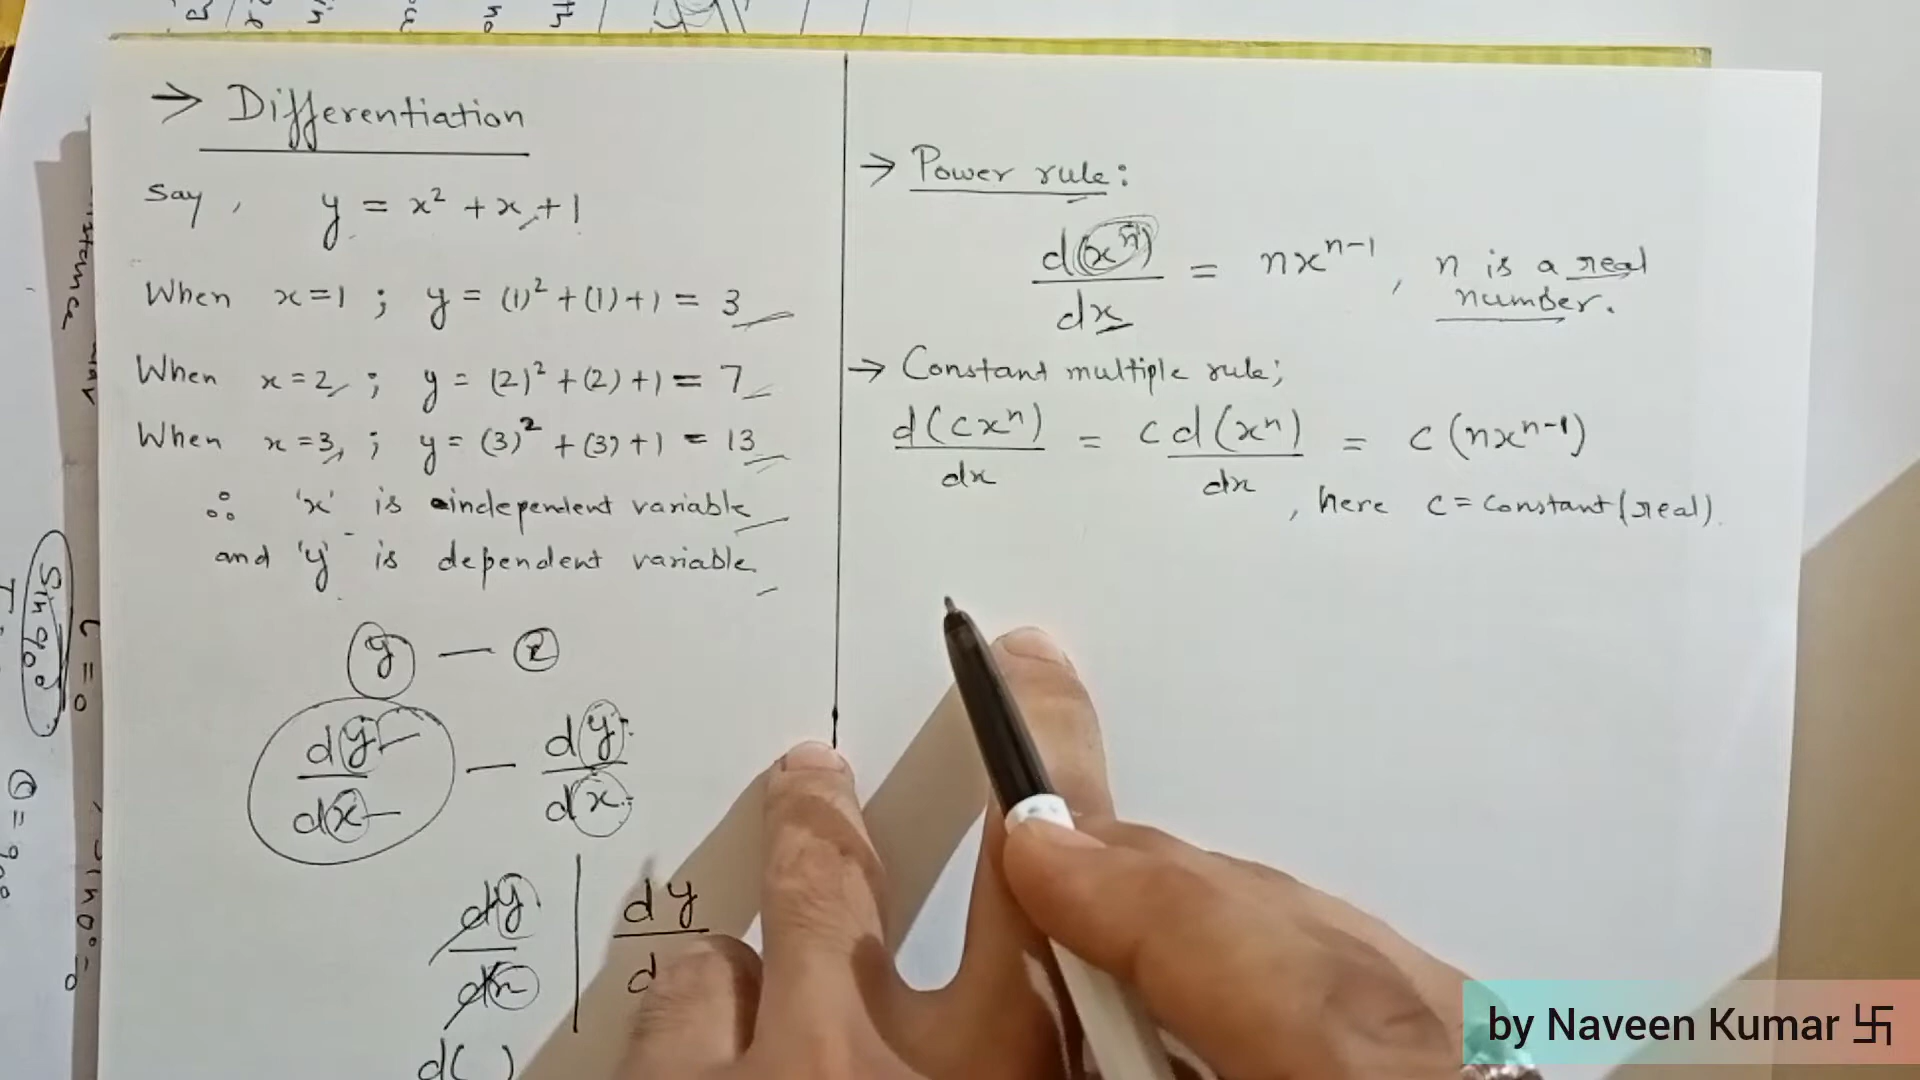 → Differentiation
Say, y = x² + x + 1
When x=1 ; y = (1)² + (1) + 1 = 3
When x=2 ; y = (2)² + (2) + 1 = 7
When x=3 ; y = (3)² + (3) + 1 = 13
∴ 'x' is independent variable
and 'y' is dependent variable.
y — x
dy/dx — dy/dx
dy/dx | dy/d
d( )
→ Power rule:
d(xⁿ)/dx = nxⁿ⁻¹, n is a real
number.
→ Constant multiple rule;
d(cxⁿ)/dx = c d(xⁿ)/dx = c(nxⁿ⁻¹)
, here c = constant (real).
Sin90°
θ = 90°
by Naveen Kumar 卐